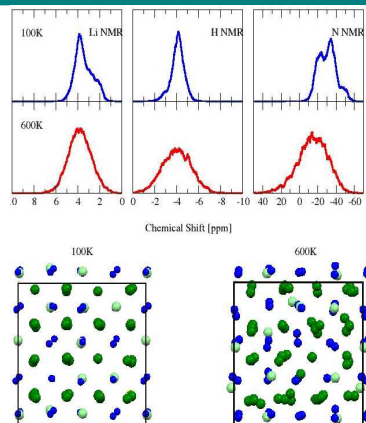 100K Li NMR H NMR N NMR
600K
10 8 6 4 2 0 0 -2 -4 -6 -8 -10 40 20 0 -20 -40 -60
Chemical Shift [ppm]
100K 600K